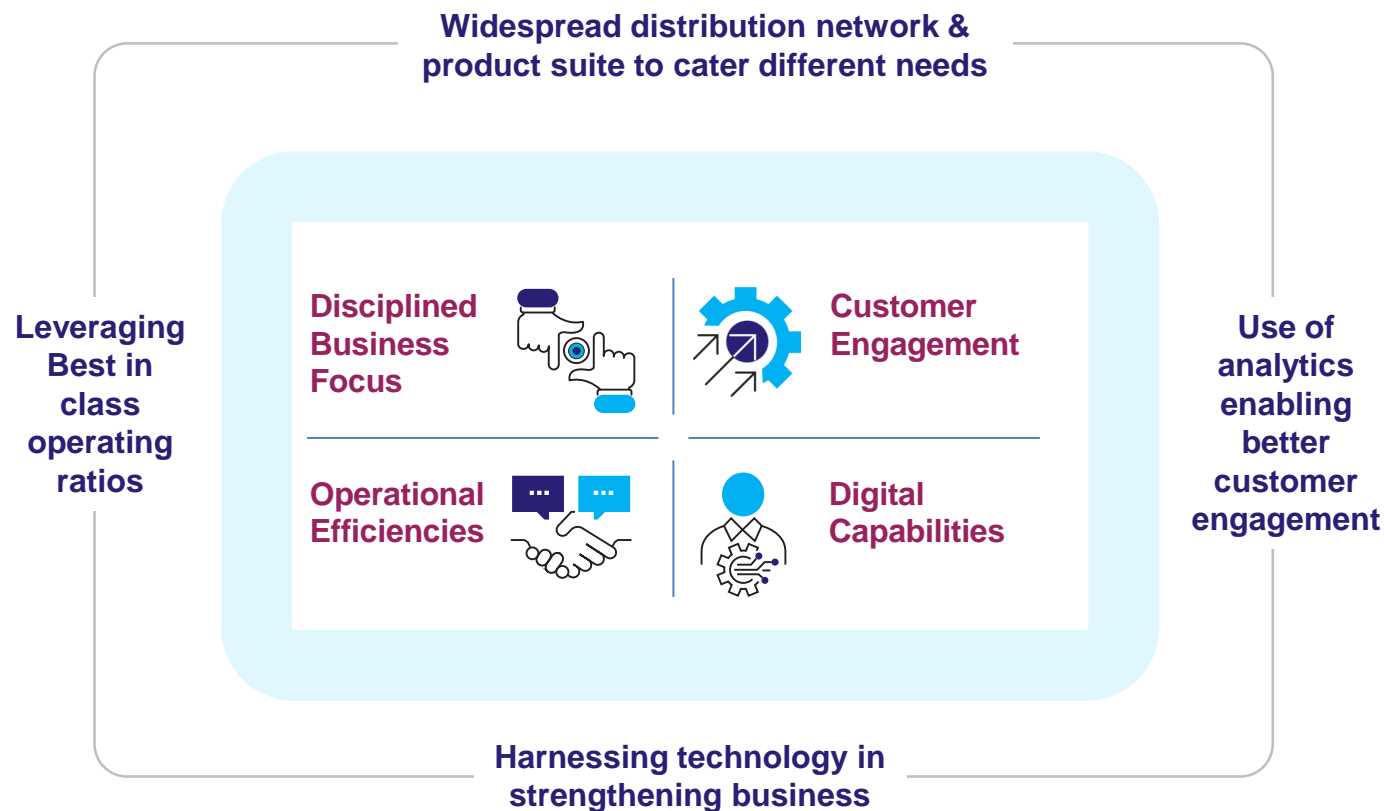 Widespread distribution network &
product suite to cater different needs
Leveraging
Best in
class
operating
ratios
Disciplined
Business
Focus
Customer
Engagement
Operational
Efficiencies
Digital
Capabilities
Use of
analytics
enabling
better
customer
engagement
Harnessing technology in
strengthening business